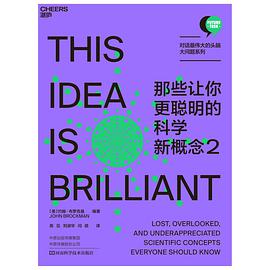 CHEERS
湛庐
对话最伟大的头脑
大问题系列
THIS
IDEA
IS
BRILLIANT
那些让你
更聪明的
科学
新概念2
[美]约翰·布罗克曼 编著
JOHN BROCKMAN
LOST, OVERLOOKED,
AND UNDERAPPRECIATED
SCIENTIFIC CONCEPTS
EVERYONE SHOULD KNOW